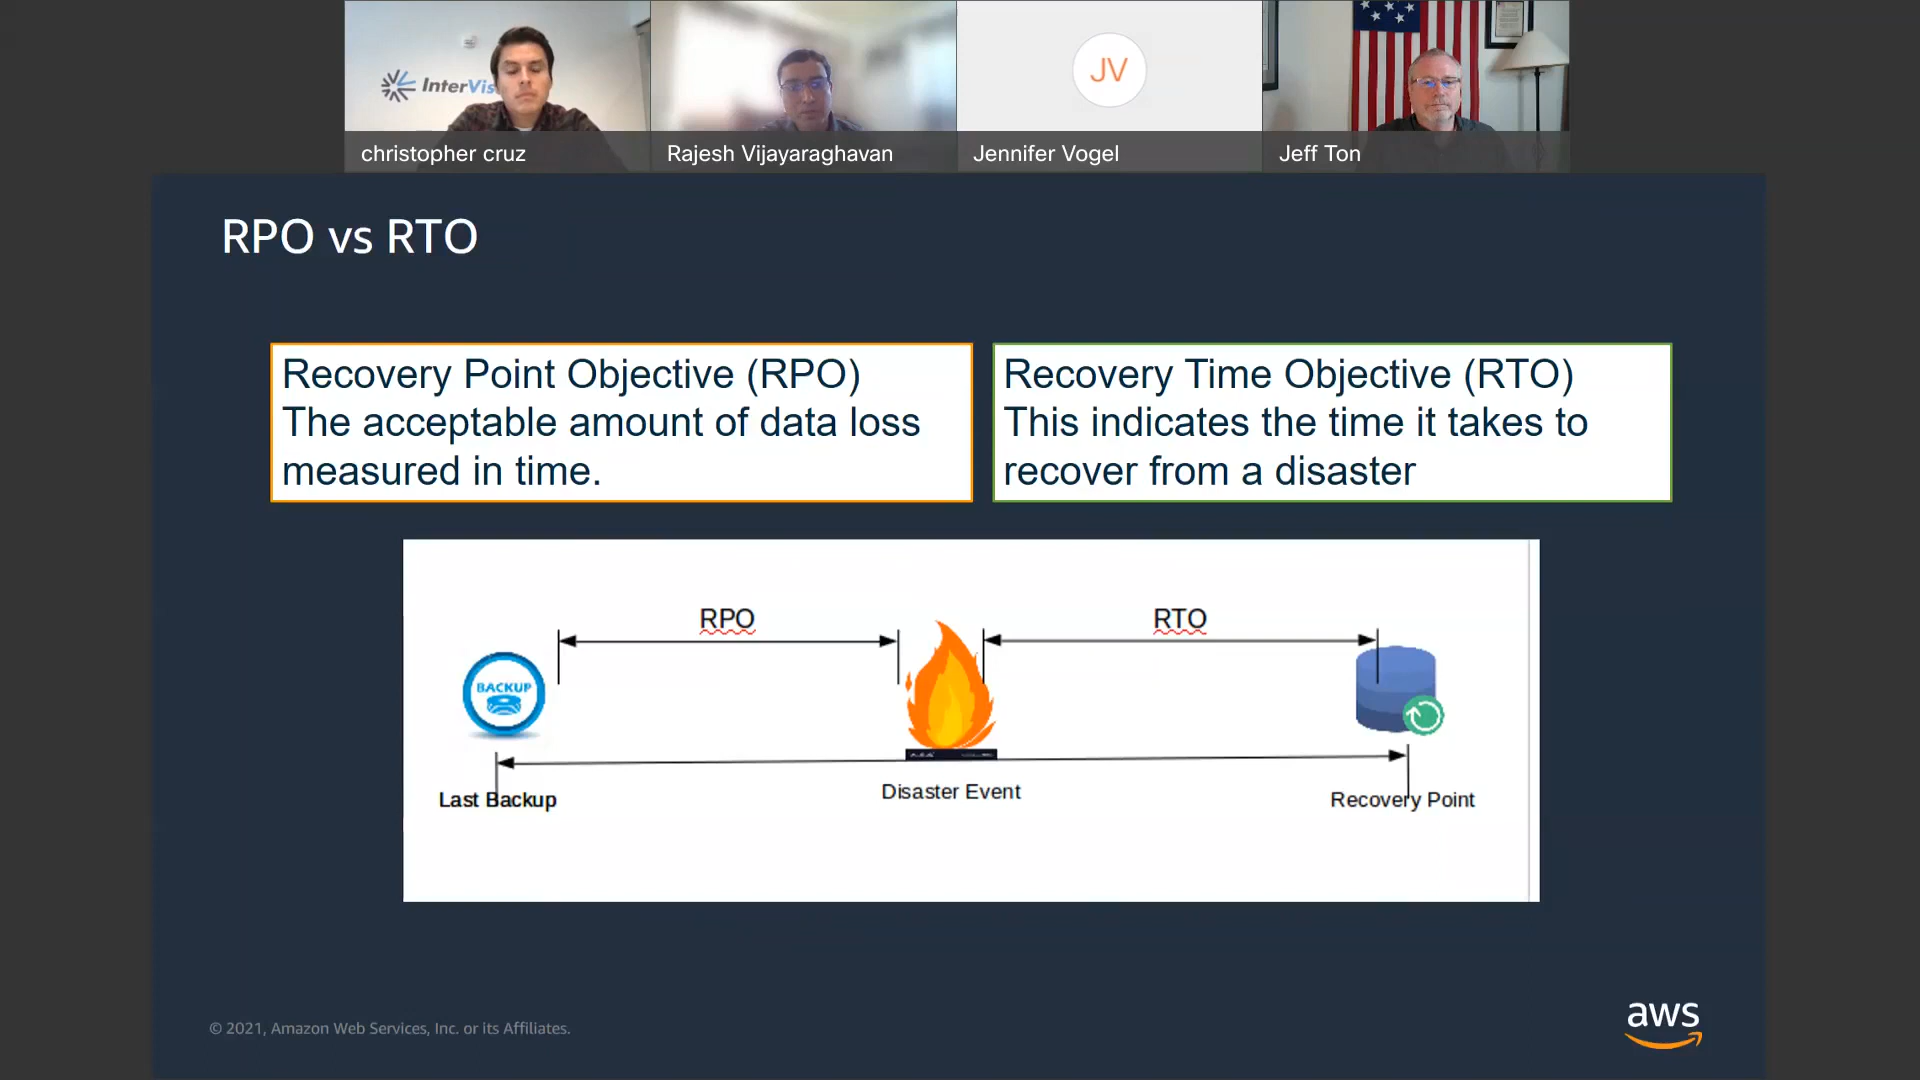 InterVis
JV
christopher cruz
Rajesh Vijayaraghavan
Jennifer Vogel
Jeff Ton
RPO vs RTO
Recovery Point Objective (RPO)
The acceptable amount of data loss
measured in time.
Recovery Time Objective (RTO)
This indicates the time it takes to
recover from a disaster
RPO
RTO
BACKUP
Last Backup
Disaster Event
Recovery Point
© 2021, Amazon Web Services, Inc. or its Affiliates.
aws